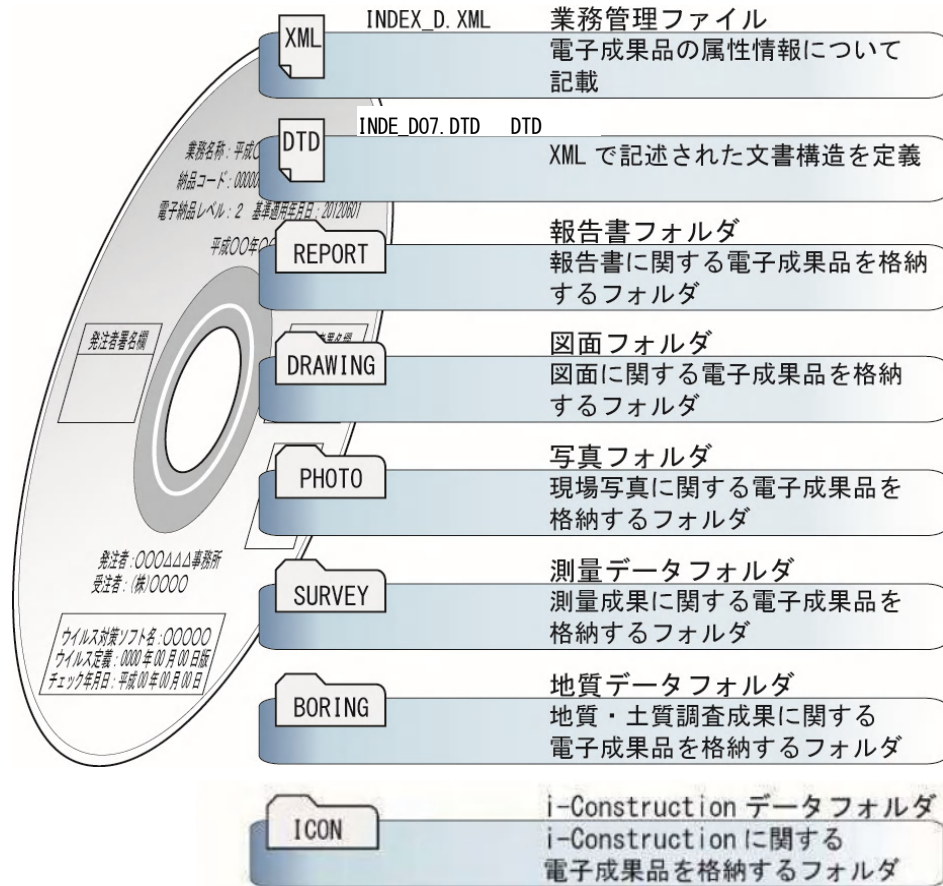 XML
INDEX_D.XML
業務管理ファイル
電子成果品の属性情報について
記載
DTD
INDE_D07.DTD DTD
XMLで記述された文書構造を定義
REPORT
報告書フォルダ
報告書に関する電子成果品を格納
するフォルダ
DRAWING
図面フォルダ
図面に関する電子成果品を格納
するフォルダ
PHOTO
写真フォルダ
現場写真に関する電子成果品を
格納するフォルダ
SURVEY
測量データフォルダ
測量成果に関する電子成果品を
格納するフォルダ
BORING
地質データフォルダ
地質・土質調査成果に関する
電子成果品を格納するフォルダ
ICON
i-Construction データフォルダ
i-Constructionに関する
電子成果品を格納するフォルダ
業務名称：平成
納品コード：00000
電子納品レベル：2 基準適用年月日：20120601
平成〇〇年
発注者署名欄
発注者：〇〇〇△△△事務所
受注者：(株)〇〇〇〇
ウイルス対策ソフト名：〇〇〇〇〇
ウイルス定義：0000年00月00日版
チェック年月日：平成00年00月00日